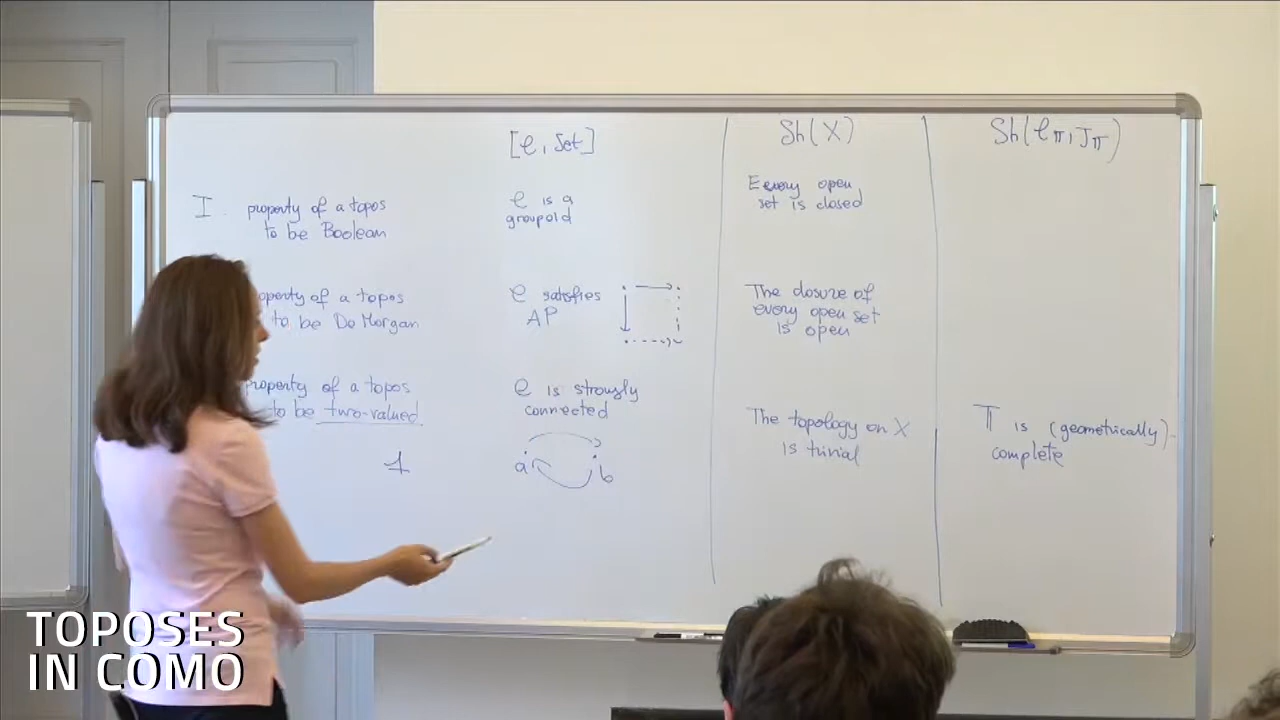 [C, Set]
Sh(X)
Sh(C_𝕋, J_𝕋)
I. property of a topos
to be Boolean
C is a
groupoid
Every open
set is closed
property of a topos
to be De Morgan
C satisfies
AP
The closure of
every open set
is open
property of a topos
to be two-valued
C is strongly
connected
The topology on X
is trivial
𝕋 is (geometrically)
complete
1
a
b
TOPOSES
IN COMO